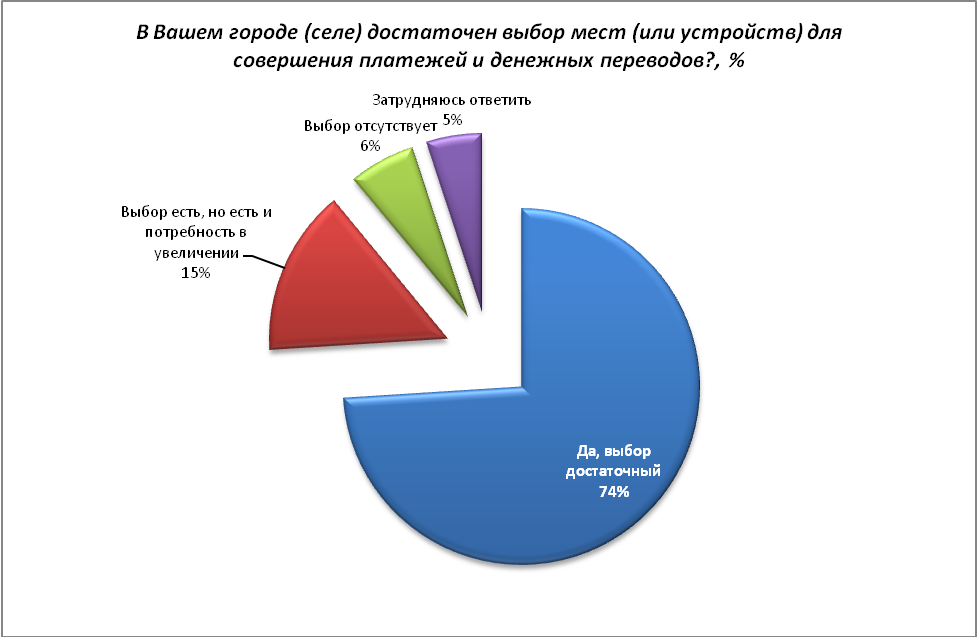 В Вашем городе (селе) достаточен выбор мест (или устройств) для
совершения платежей и денежных переводов?, %
Затрудняюсь ответить
5%
Выбор отсутствует
6%
Выбор есть, но есть и
потребность в
увеличении
15%
Да, выбор
достаточный
74%